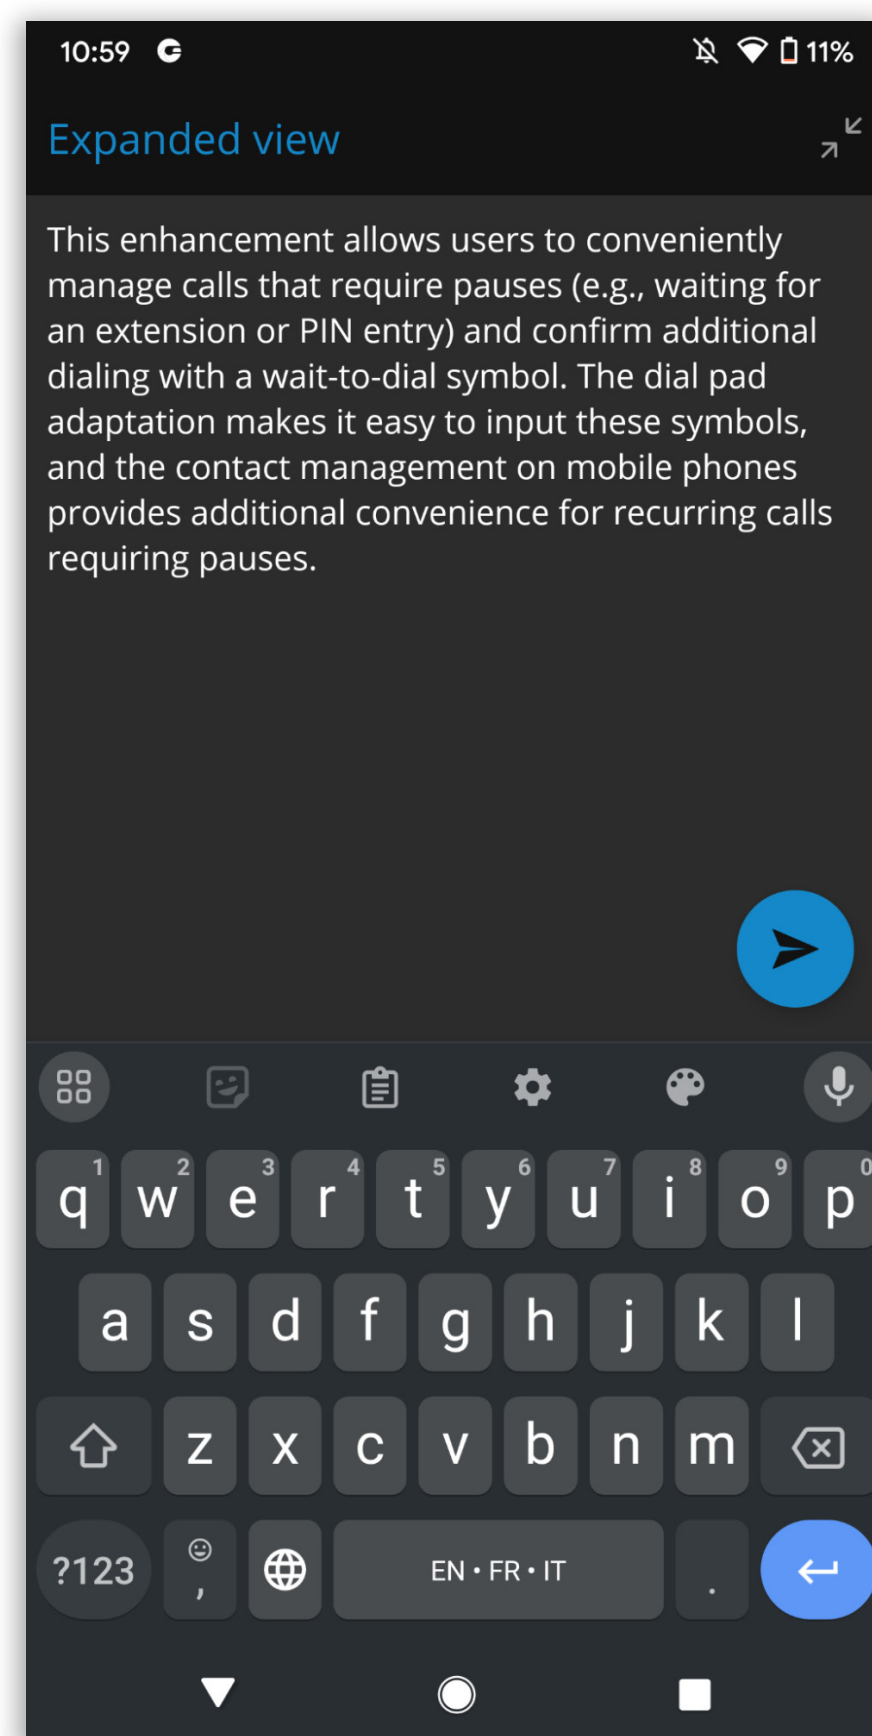 10:59 11%
Expanded view
This enhancement allows users to conveniently
manage calls that require pauses (e.g., waiting for
an extension or PIN entry) and confirm additional
dialing with a wait-to-dial symbol. The dial pad
adaptation makes it easy to input these symbols,
and the contact management on mobile phones
provides additional convenience for recurring calls
requiring pauses.
1 2 3 4 5 6 7 8 9 0
q w e r t y u i o p
a s d f g h j k l
z x c v b n m
?123 , EN • FR • IT .